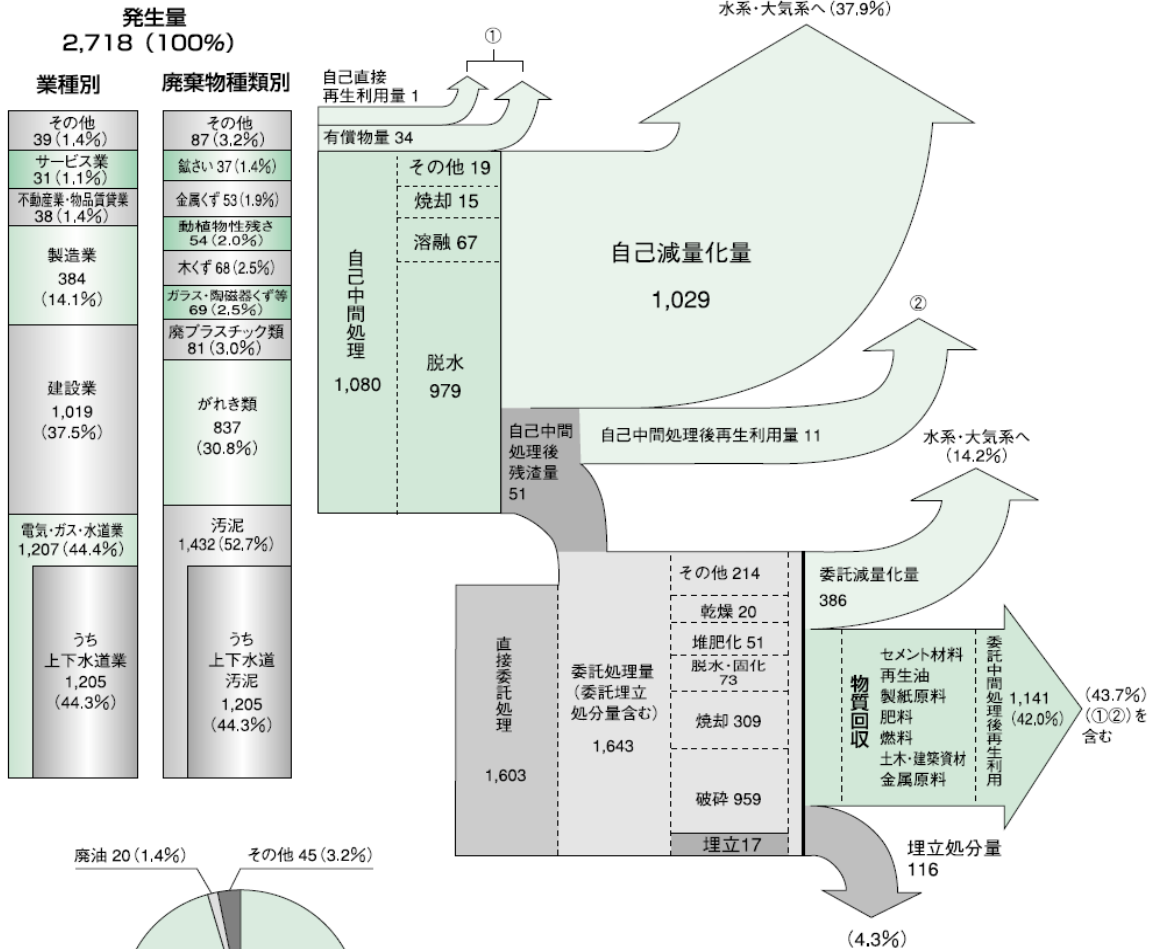 発生量
2,718（100%）
業種別
その他
39（1.4%）
サービス業
31（1.1%）
不動産業・物品賃貸業
38（1.4%）
製造業
384
（14.1%）
建設業
1,019
（37.5%）
電気・ガス・水道業
1,207（44.4%）
うち
上下水道業
1,205
（44.3%）
廃棄物種類別
その他
87（3.2%）
鉱さい 37（1.4%）
金属くず 53（1.9%）
動植物性残さ
54（2.0%）
木くず 68（2.5%）
ガラス・陶磁器くず等
69（2.5%）
廃プラスチック類
81（3.0%）
がれき類
837
（30.8%）
汚泥
1,432（52.7%）
うち
上下水道
汚泥
1,205
（44.3%）
①
自己直接
再生利用量 1
有償物量 34
自己中間処理
1,080
その他 19
焼却 15
溶融 67
脱水
979
水系・大気系へ（37.9%）
自己減量化量
1,029
②
自己中間
処理後
残渣量
51
自己中間処理後再生利用量 11
水系・大気系へ
（14.2%）
直接委託処理
1,603
委託処理量
（委託埋立
処分量含む）
1,643
その他 214
乾燥 20
堆肥化 51
脱水・固化
73
焼却 309
破砕 959
埋立17
委託減量化量
386
物質回収
セメント材料
再生油
製紙原料
肥料
燃料
土木・建築資材
金属原料
委託中間処理後再生利用
1,141
（42.0%）
（43.7%）
（①②）を
含む
埋立処分量
116
（4.3%）
廃油 20（1.4%）
その他 45（3.2%）